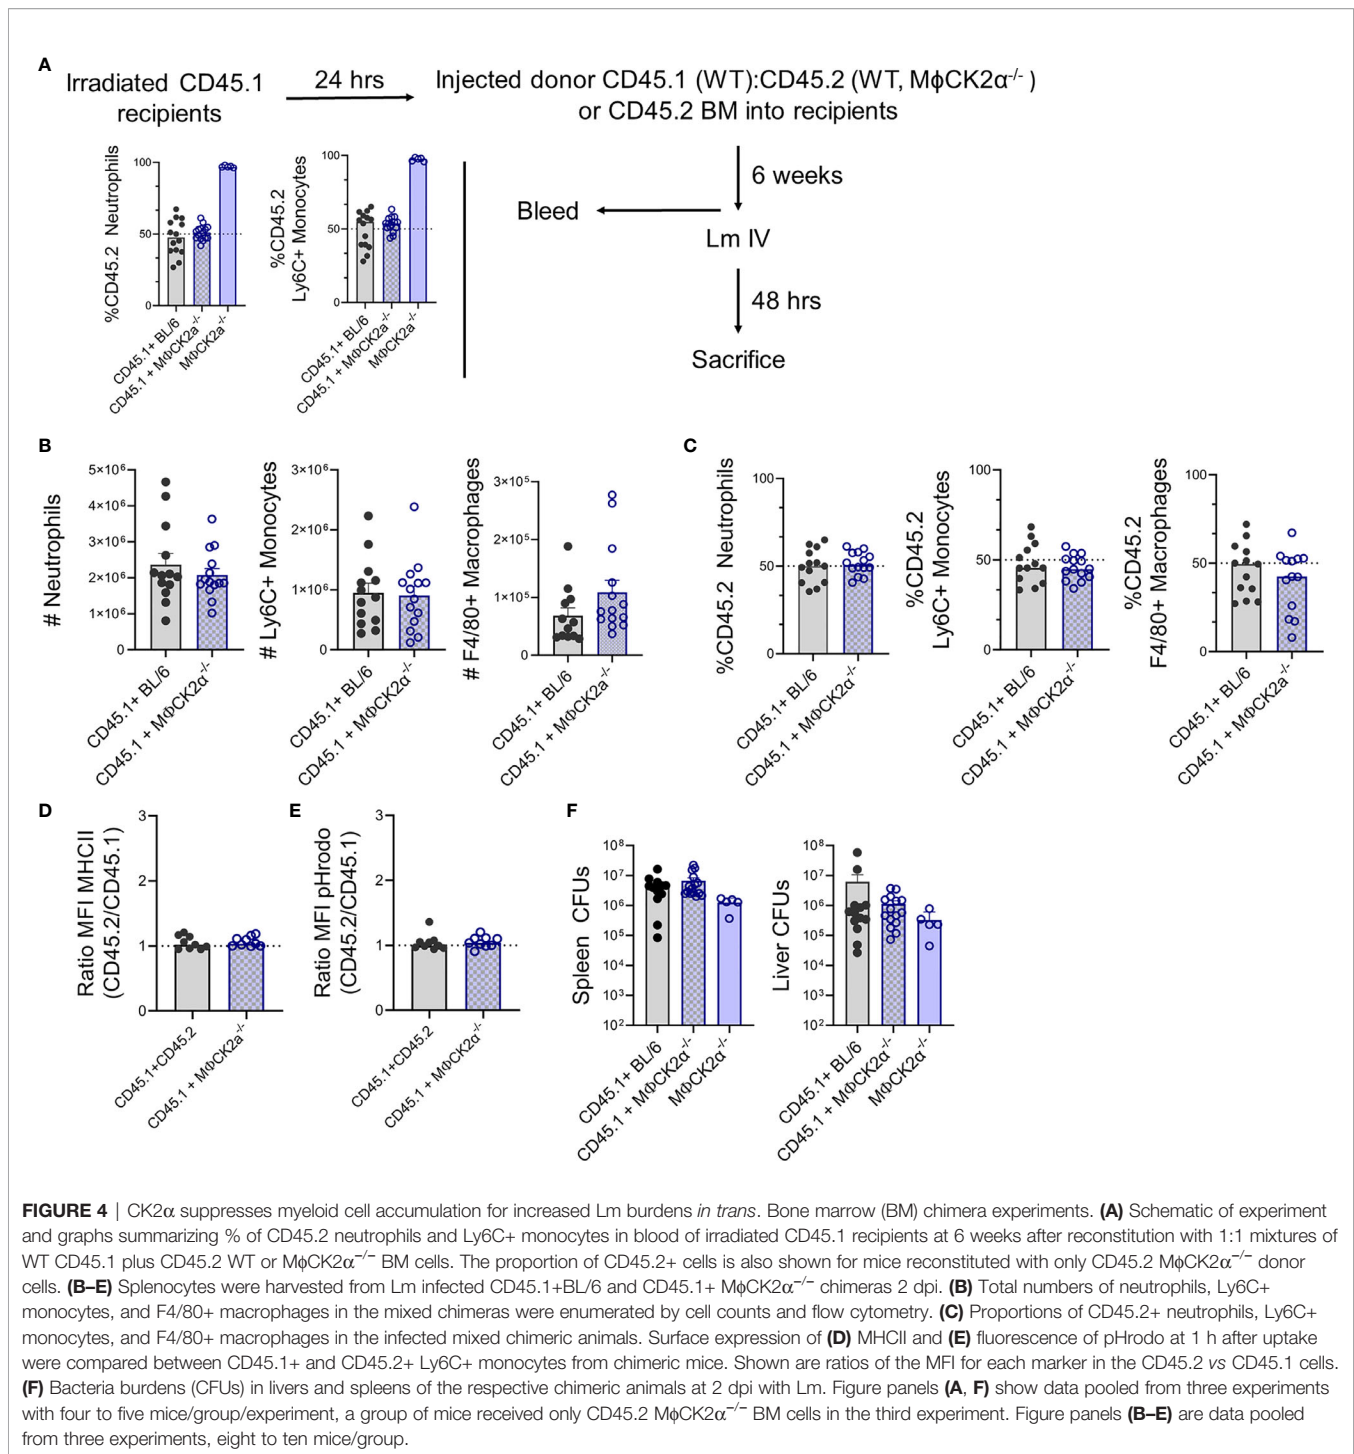 A
Irradiated CD45.1
recipients
24 hrs
Injected donor CD45.1 (WT):CD45.2 (WT, MϕCK2α-/- )
or CD45.2 BM into recipients
6 weeks
Bleed
Lm IV
48 hrs
Sacrifice
%CD45.2 Neutrophils
100
50
0
CD45.1+ BL/6
CD45.1 + MΦCK2a-/-
MΦCK2a-/-
%CD45.2
Ly6C+ Monocytes
100
50
0
CD45.1+ BL/6
CD45.1 + MΦCK2a-/-
MΦCK2a-/-
B
# Neutrophils
5×10⁶
4×10⁶
3×10⁶
2×10⁶
1×10⁶
0
CD45.1+ BL/6
CD45.1 + MΦCK2α-/-
# Ly6C+ Monocytes
3×10⁶
2×10⁶
1×10⁶
0
CD45.1+ BL/6
CD45.1 + MΦCK2α-/-
# F4/80+ Macrophages
3×10⁵
2×10⁵
1×10⁵
0
CD45.1+ BL/6
CD45.1 + MΦCK2a-/-
C
%CD45.2 Neutrophils
100
50
0
CD45.1+ BL/6
CD45.1 + MΦCK2α-/-
%CD45.2
Ly6C+ Monocytes
100
50
0
CD45.1+ BL/6
CD45.1 + MΦCK2α-/-
%CD45.2
F4/80+ Macrophages
100
50
0
CD45.1+ BL/6
CD45.1 + MΦCK2a-/-
D
Ratio MFI MHCII
(CD45.2/CD45.1)
3
2
1
0
CD45.1+CD45.2
CD45.1 + MΦCK2a-/-
E
Ratio MFI pHrodo
(CD45.2/CD45.1)
3
2
1
0
CD45.1+CD45.2
CD45.1 + MΦCK2α-/-
F
Spleen CFUs
10⁸
10⁷
10⁶
10⁵
10⁴
10³
10²
CD45.1+ BL/6
CD45.1 + MΦCK2α-/-
MΦCK2α-/-
Liver CFUs
10⁸
10⁷
10⁶
10⁵
10⁴
10³
10²
CD45.1+ BL/6
CD45.1 + MΦCK2α-/-
MΦCK2α-/-
FIGURE 4 | CK2α suppresses myeloid cell accumulation for increased Lm burdens in trans. Bone marrow (BM) chimera experiments. (A) Schematic of experiment
and graphs summarizing % of CD45.2 neutrophils and Ly6C+ monocytes in blood of irradiated CD45.1 recipients at 6 weeks after reconstitution with 1:1 mixtures of
WT CD45.1 plus CD45.2 WT or MϕCK2α−/− BM cells. The proportion of CD45.2+ cells is also shown for mice reconstituted with only CD45.2 MϕCK2α−/− donor
cells. (B–E) Splenocytes were harvested from Lm infected CD45.1+BL/6 and CD45.1+ MϕCK2α−/− chimeras 2 dpi. (B) Total numbers of neutrophils, Ly6C+
monocytes, and F4/80+ macrophages in the mixed chimeras were enumerated by cell counts and flow cytometry. (C) Proportions of CD45.2+ neutrophils, Ly6C+
monocytes, and F4/80+ macrophages in the infected mixed chimeric animals. Surface expression of (D) MHCII and (E) fluorescence of pHrodo at 1 h after uptake
were compared between CD45.1+ and CD45.2+ Ly6C+ monocytes from chimeric mice. Shown are ratios of the MFI for each marker in the CD45.2 vs CD45.1 cells.
(F) Bacteria burdens (CFUs) in livers and spleens of the respective chimeric animals at 2 dpi with Lm. Figure panels (A, F) show data pooled from three experiments
with four to five mice/group/experiment, a group of mice received only CD45.2 MϕCK2α−/− BM cells in the third experiment. Figure panels (B–E) are data pooled
from three experiments, eight to ten mice/group.